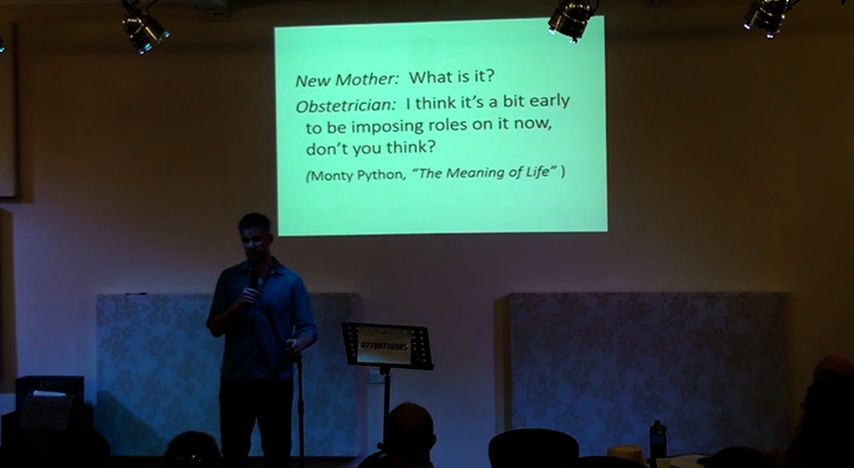 New Mother: What is it?
Obstetrician: I think it's a bit early
to be imposing roles on it now,
don't you think?
(Monty Python, "The Meaning of Life" )
07789710385